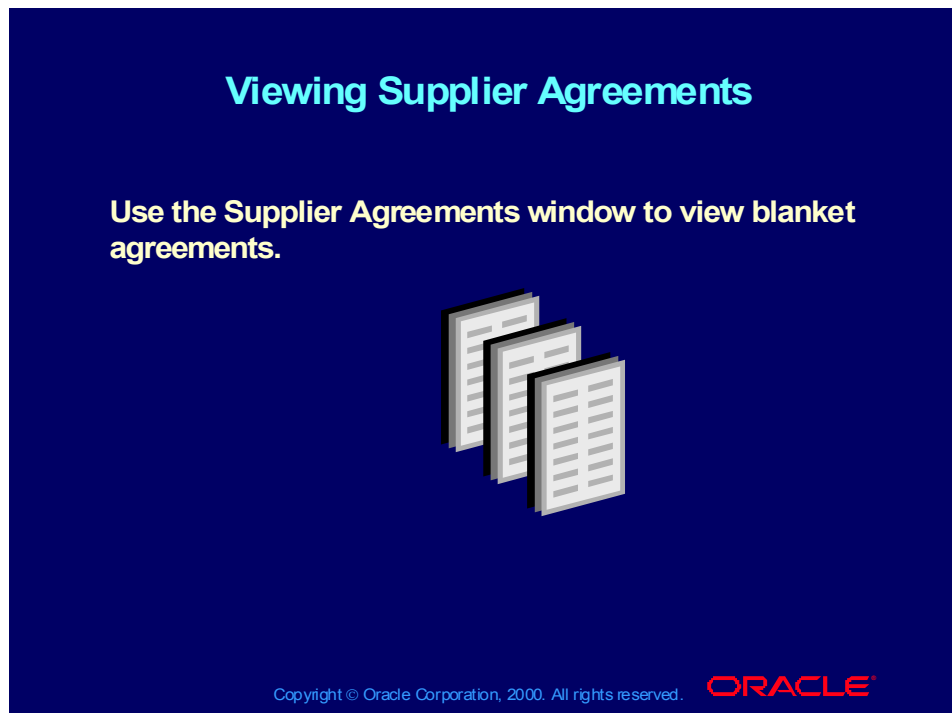 Viewing Supplier Agreements
Use the Supplier Agreements window to view blanket
agreements.
Copyright © Oracle Corporation, 2000. All rights reserved.
ORACLE®